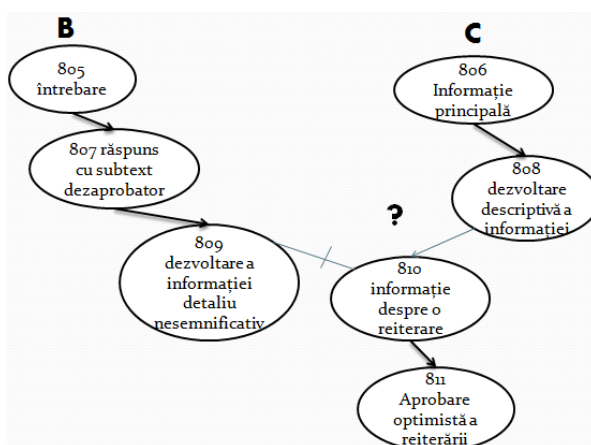 B
C
805
întrebare
806
Informație
principală
807 răspuns
cu subtext
dezaprobator
808
dezvoltare
descriptivă a
informației
?
809
dezvoltare a
informației
detaliu
nesemnificativ
810
informație
despre o
reiterare
811
Aprobare
optimistă a
reiterării